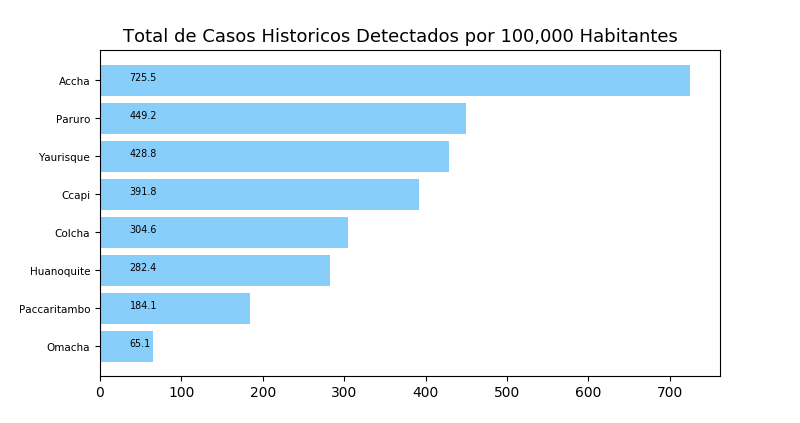 Total de Casos Historicos Detectados por 100,000 Habitantes
Accha 725.5
Paruro 449.2
Yaurisque 428.8
Ccapi 391.8
Colcha 304.6
Huanoquite 282.4
Paccaritambo 184.1
Omacha 65.1
0 100 200 300 400 500 600 700